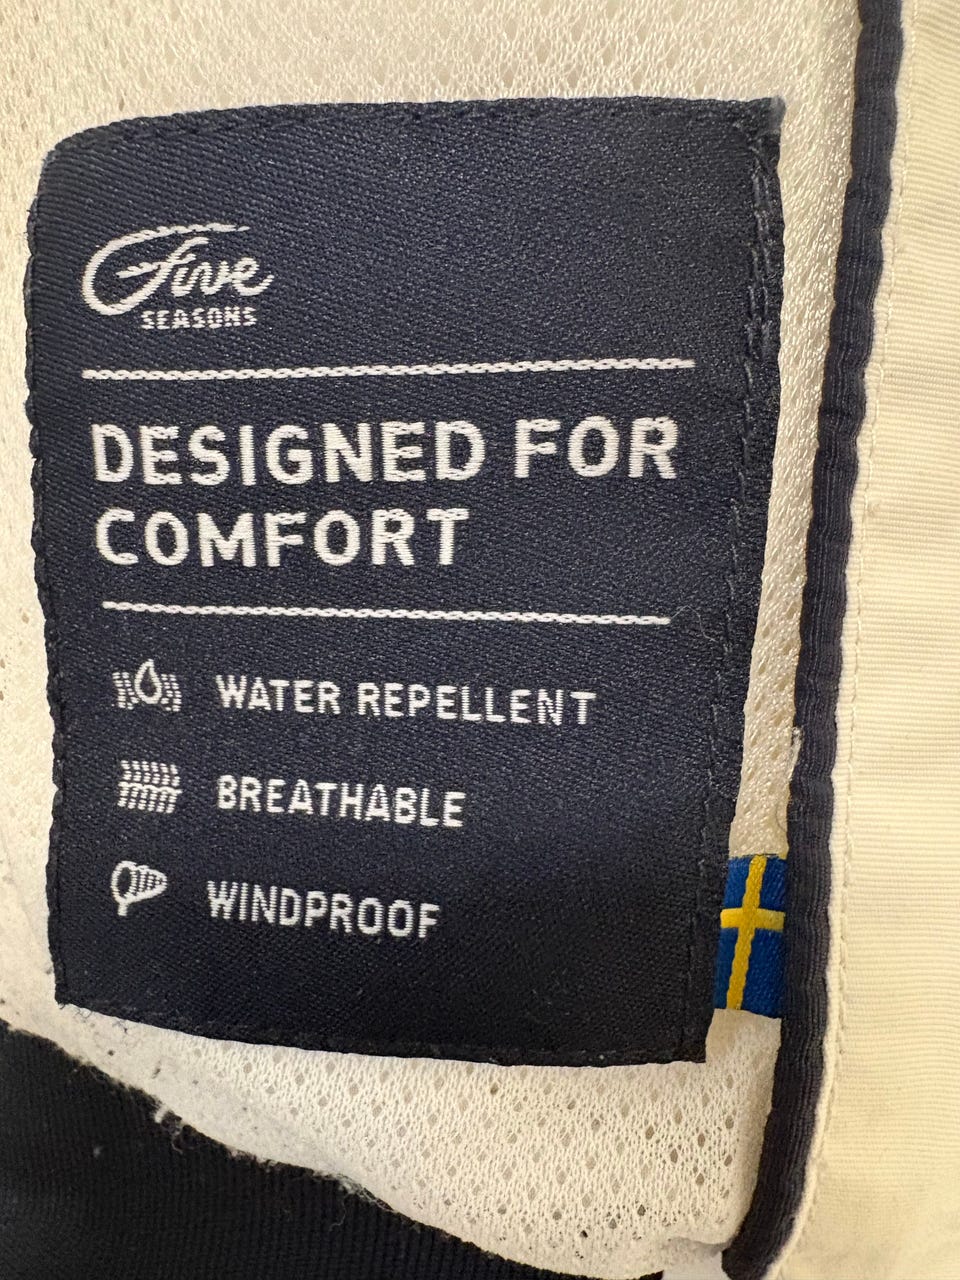 Five
SEASONS
DESIGNED FOR
COMFORT
WATER REPELLENT
BREATHABLE
WINDPROOF